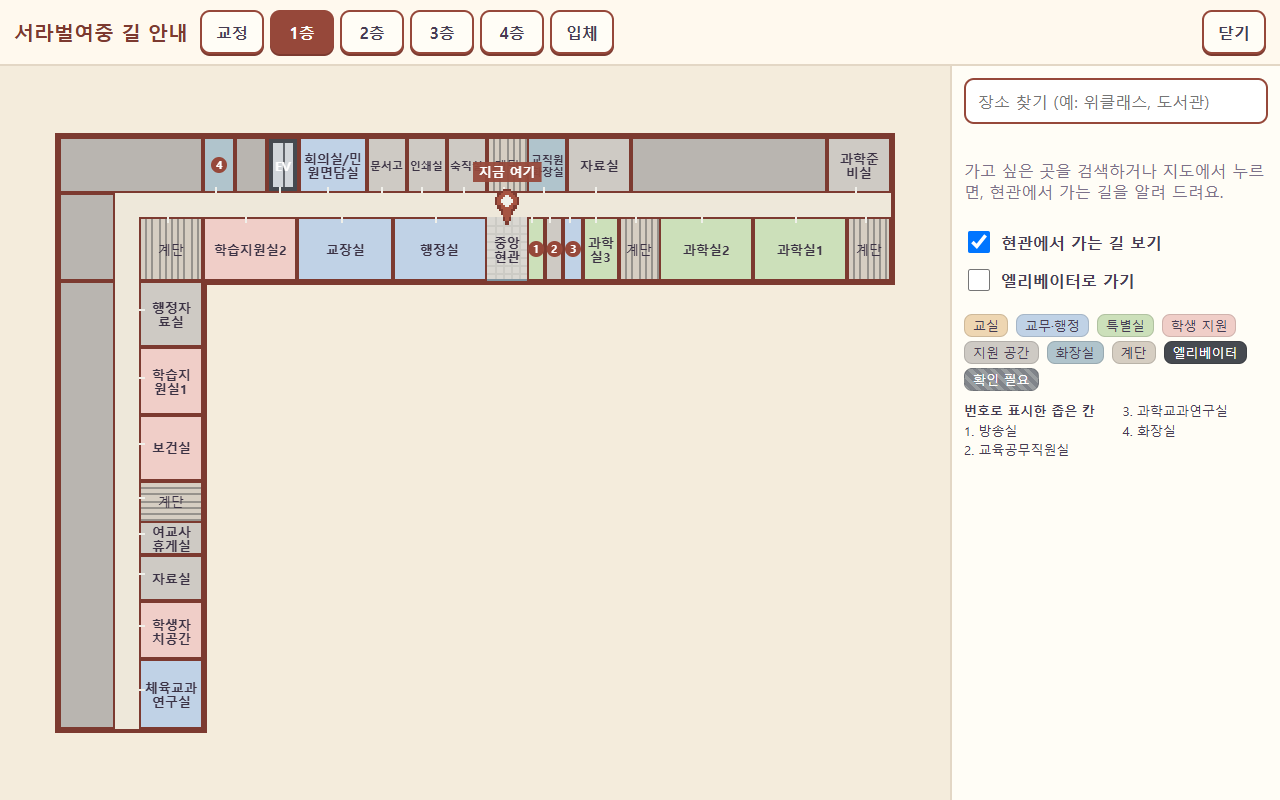 서라벌여중 길 안내
교정
1층
2층
3층
4층
입체
닫기
장소 찾기 (예: 위클래스, 도서관)
가고 싶은 곳을 검색하거나 지도에서 누르
면, 현관에서 가는 길을 알려 드려요.
현관에서 가는 길 보기
엘리베이터로 가기
교실
교무·행정
특별실
학생 지원
지원 공간
화장실
계단
엘리베이터
확인 필요
번호로 표시한 좁은 칸
1. 방송실
2. 교육공무직원실
3. 과학교과연구실
4. 화장실
4
EV
회의실/민
원면담실
문서고
인쇄실
지금 여기
자료실
과학준
비실
계단
학습지원실2
교장실
행정실
중앙
현관
1
2
3
과학
실3
계단
과학실2
과학실1
계단
행정자
료실
학습지
원실1
보건실
계단
여교사
휴게실
자료실
학생자
치공간
체육교과
연구실